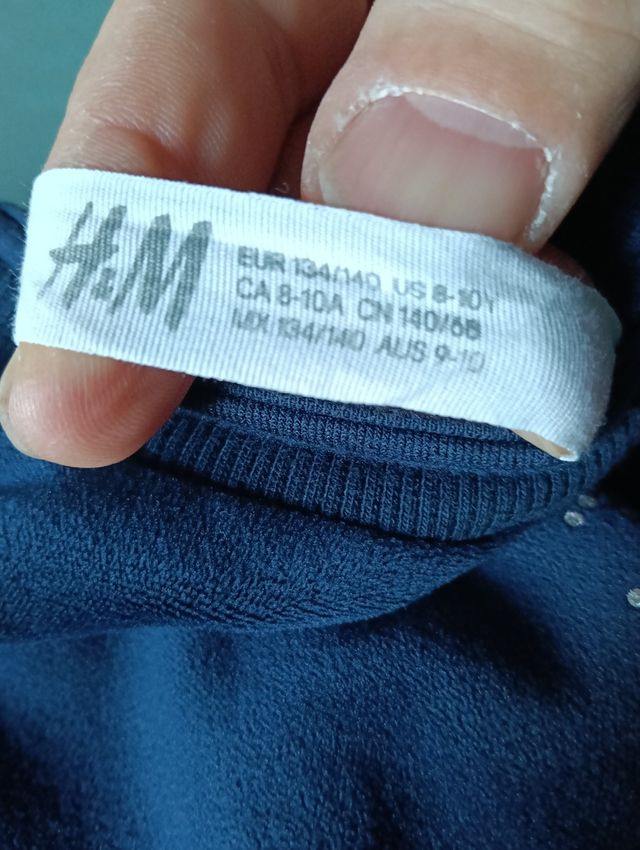 H&M
EUR 134/140 US 8-10Y
CA 8-10A CN 140/68
MX 134/140 AUS 9-10